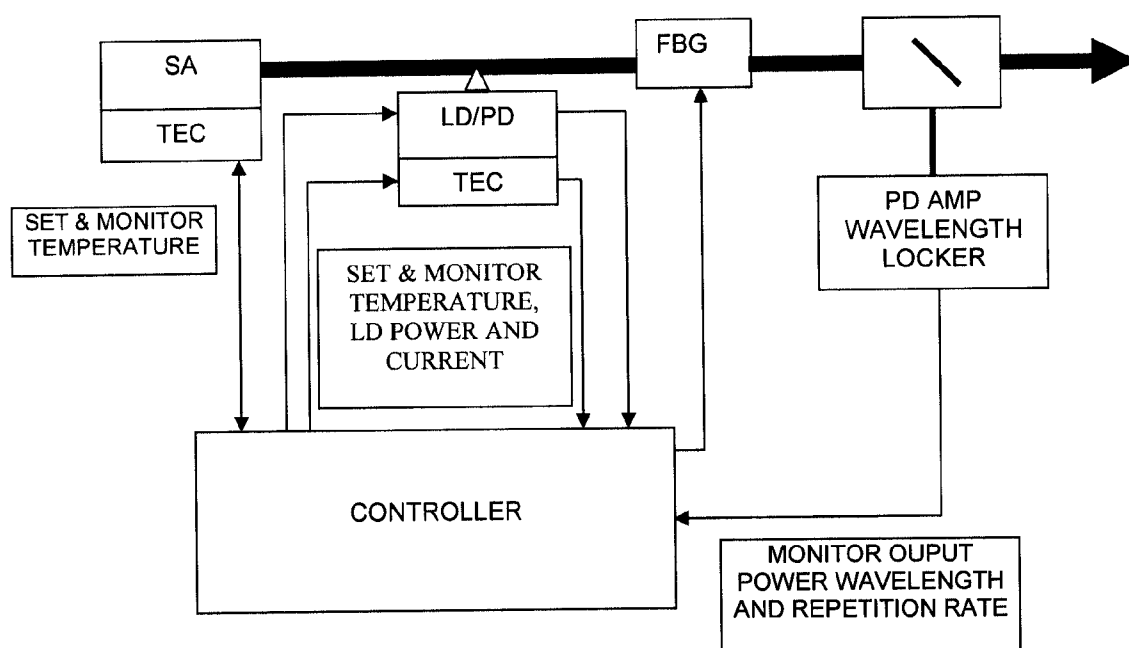 SA
TEC
LD/PD
TEC
FBG
PD AMP
WAVELENGTH
LOCKER
SET & MONITOR
TEMPERATURE
SET & MONITOR
TEMPERATURE,
LD POWER AND
CURRENT
CONTROLLER
MONITOR OUPUT
POWER WAVELENGTH
AND REPETITION RATE